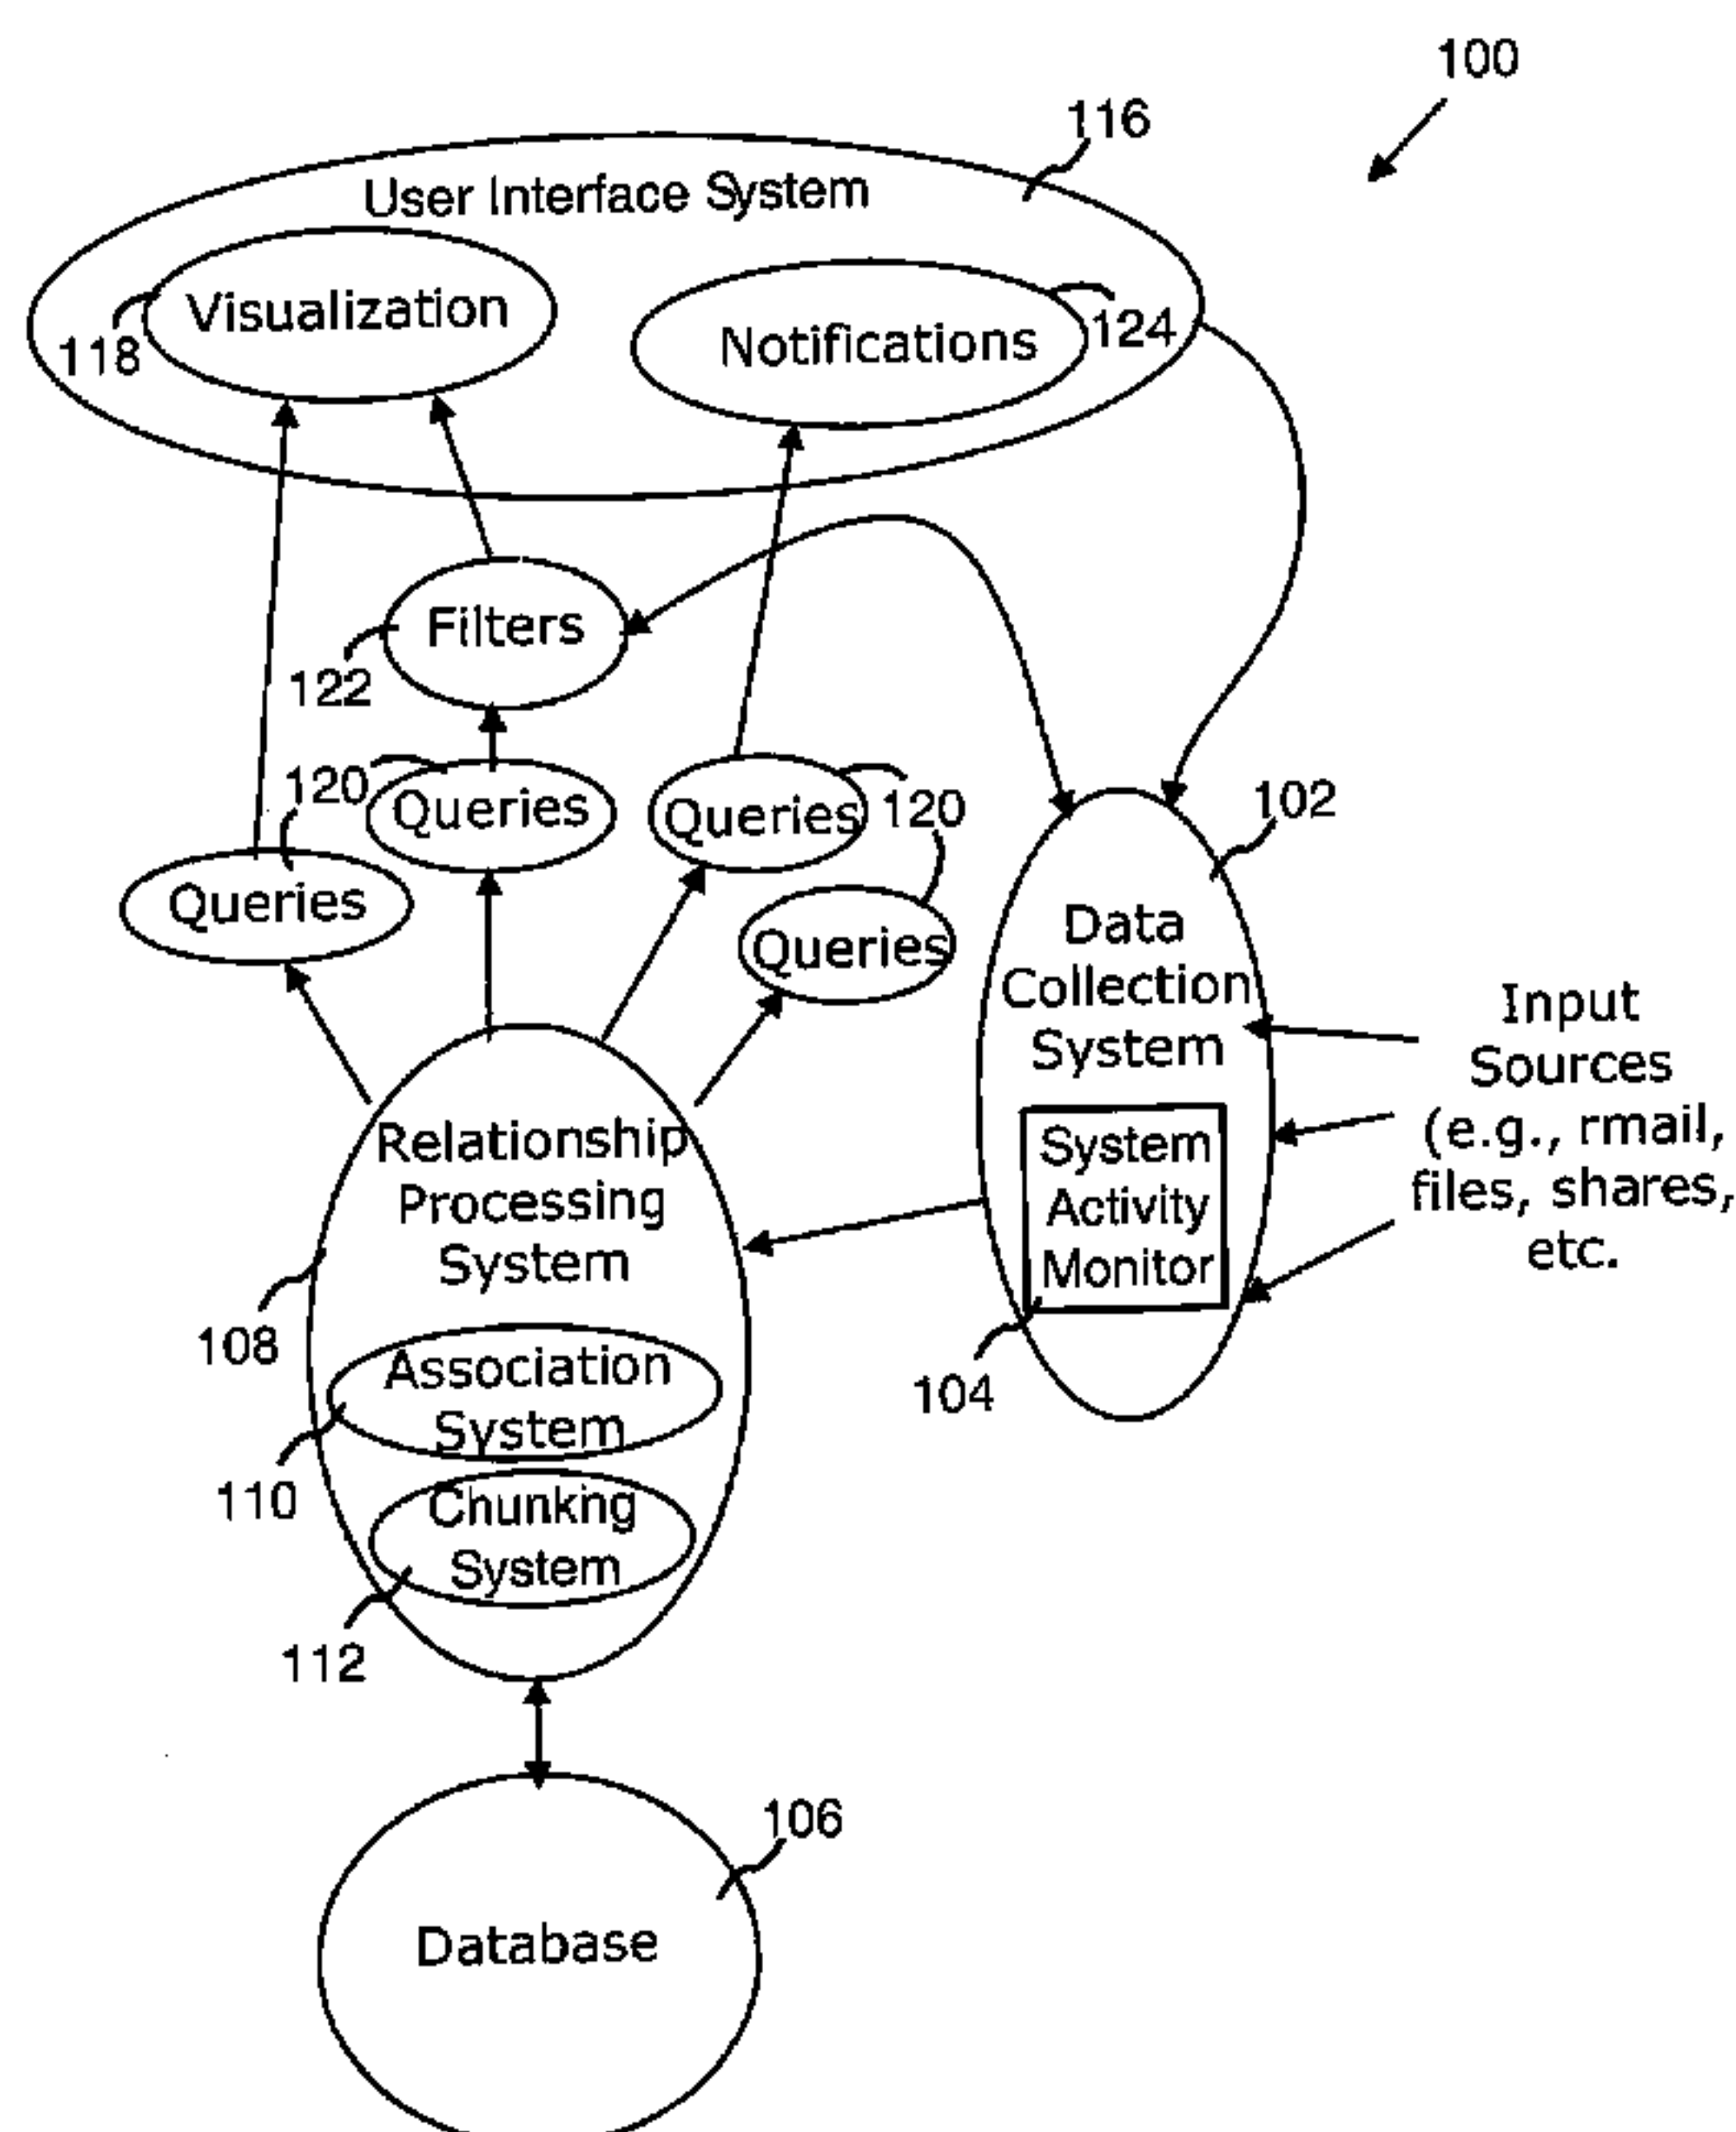 100
116
User Interface System
Visualization
118
Notifications
124
Filters
122
120
Queries
Queries
120
Queries
Queries
102
Data
Collection
System
System
Activity
Monitor
104
Input
Sources
(e.g., rmail,
files, shares,
etc.
Relationship
Processing
System
108
Association
System
110
Chunking
System
112
106
Database